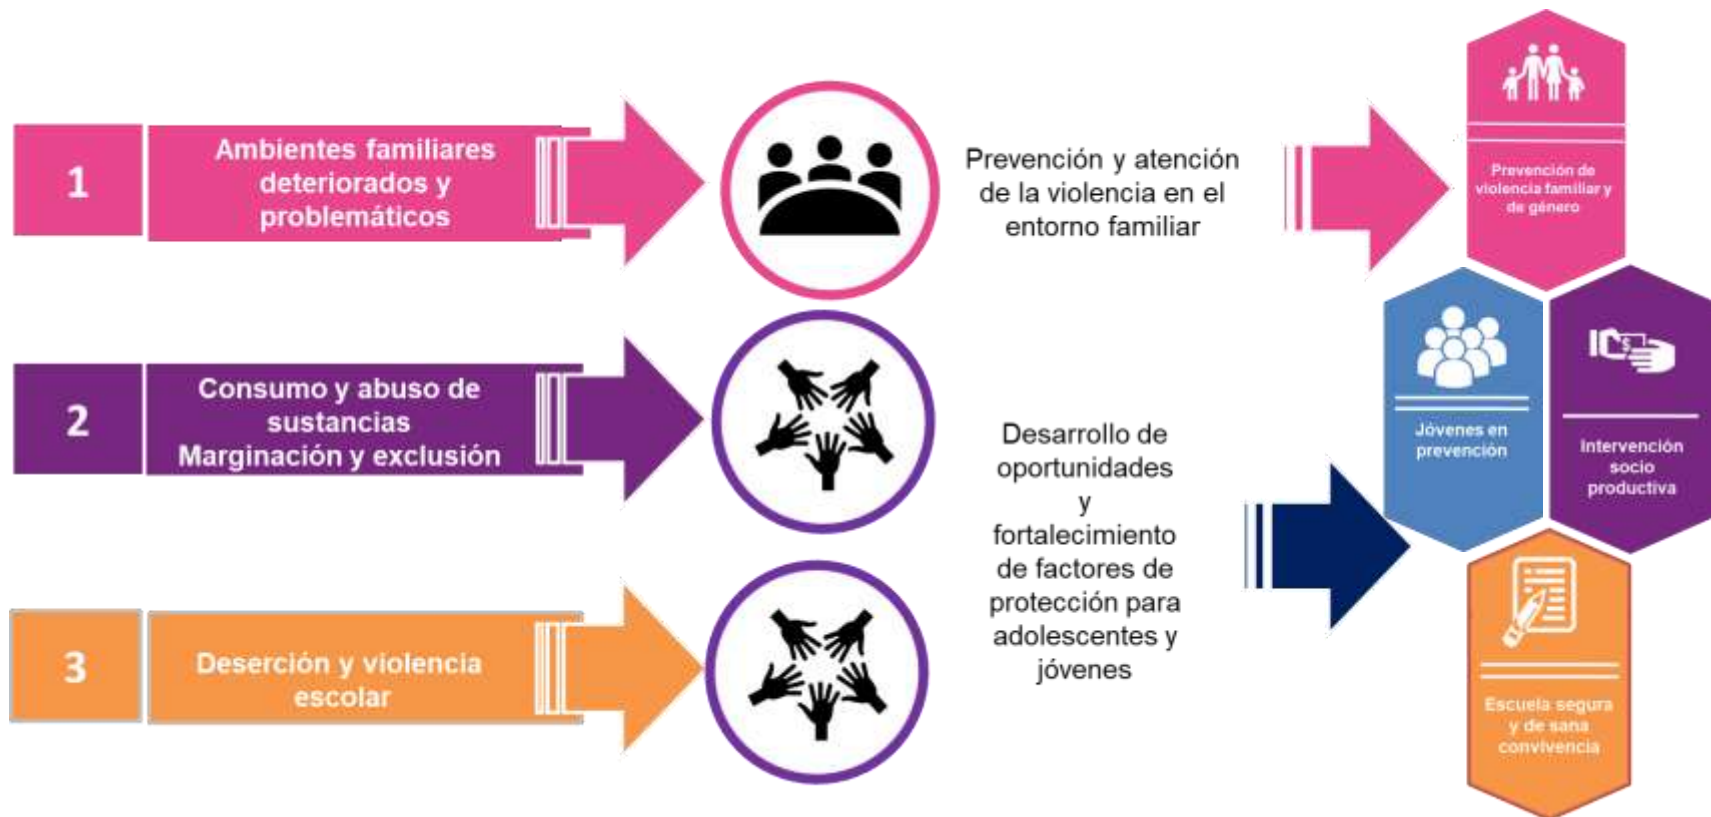 1
Ambientes familiares
deteriorados y
problemáticos
Prevención y atención
de la violencia en el
entorno familiar
Prevención de
violencia familiar y
de género
2
Consumo y abuso de
sustancias
Marginación y exclusión
Desarrollo de
oportunidades
y
fortalecimiento
de factores de
protección para
adolescentes y
jóvenes
Jóvenes en
prevención
$
Intervención
socio
productiva
3
Deserción y violencia
escolar
Escuela segura
y de sana
convivencia